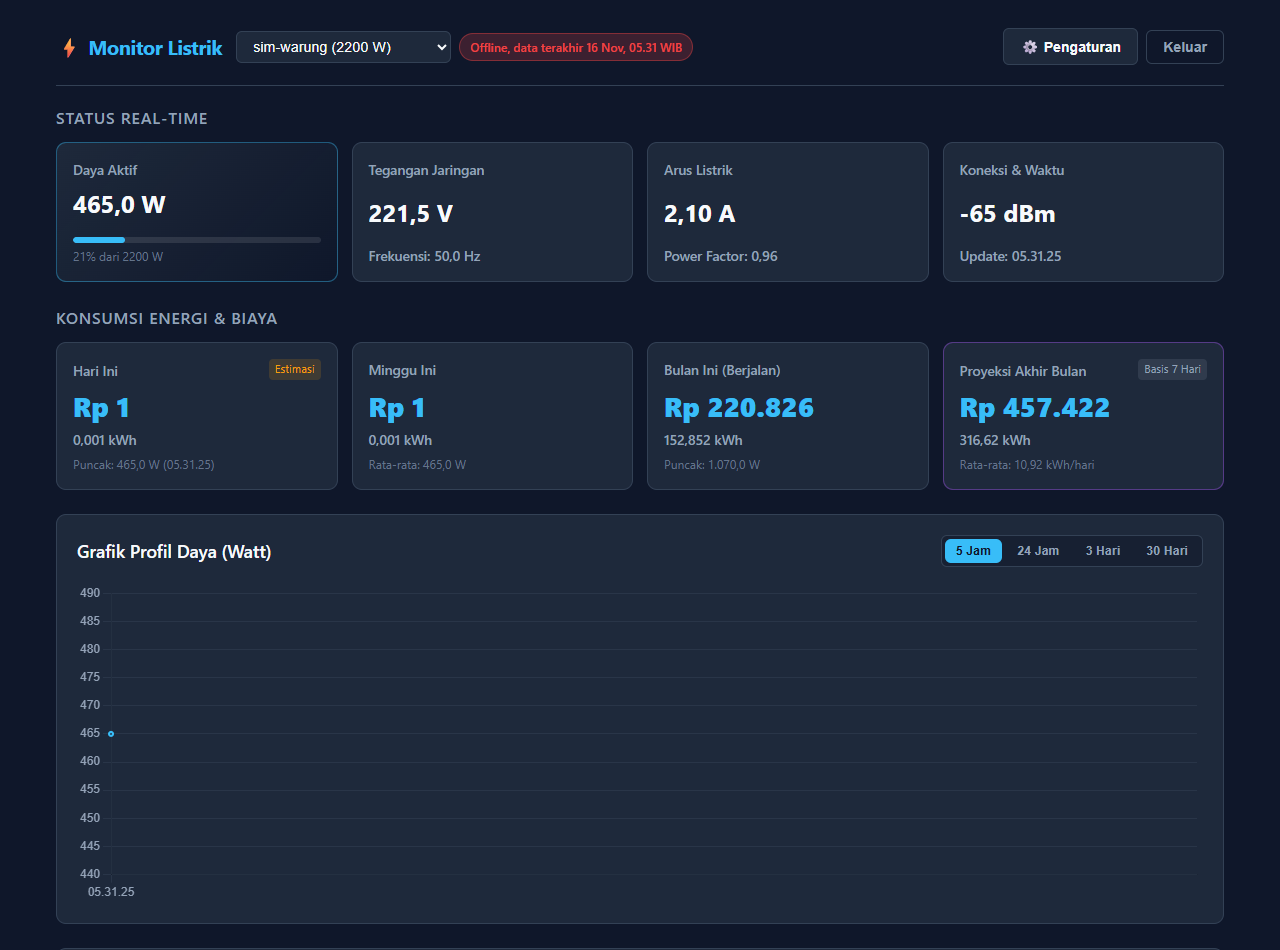 Monitor Listrik
sim-warung (2200 W)
Offline, data terakhir 16 Nov, 05.31 WIB
Pengaturan
Keluar
STATUS REAL-TIME
Daya Aktif
465,0 W
21% dari 2200 W
Tegangan Jaringan
221,5 V
Frekuensi: 50,0 Hz
Arus Listrik
2,10 A
Power Factor: 0,96
Koneksi & Waktu
-65 dBm
Update: 05.31.25
KONSUMSI ENERGI & BIAYA
Hari Ini
Estimasi
Rp 1
0,001 kWh
Puncak: 465,0 W (05.31.25)
Minggu Ini
Rp 1
0,001 kWh
Rata-rata: 465,0 W
Bulan Ini (Berjalan)
Rp 220.826
152,852 kWh
Puncak: 1.070,0 W
Proyeksi Akhir Bulan
Basis 7 Hari
Rp 457.422
316,62 kWh
Rata-rata: 10,92 kWh/hari
Grafik Profil Daya (Watt)
5 Jam
24 Jam
3 Hari
30 Hari
490
485
480
475
470
465
460
455
450
445
440
05.31.25